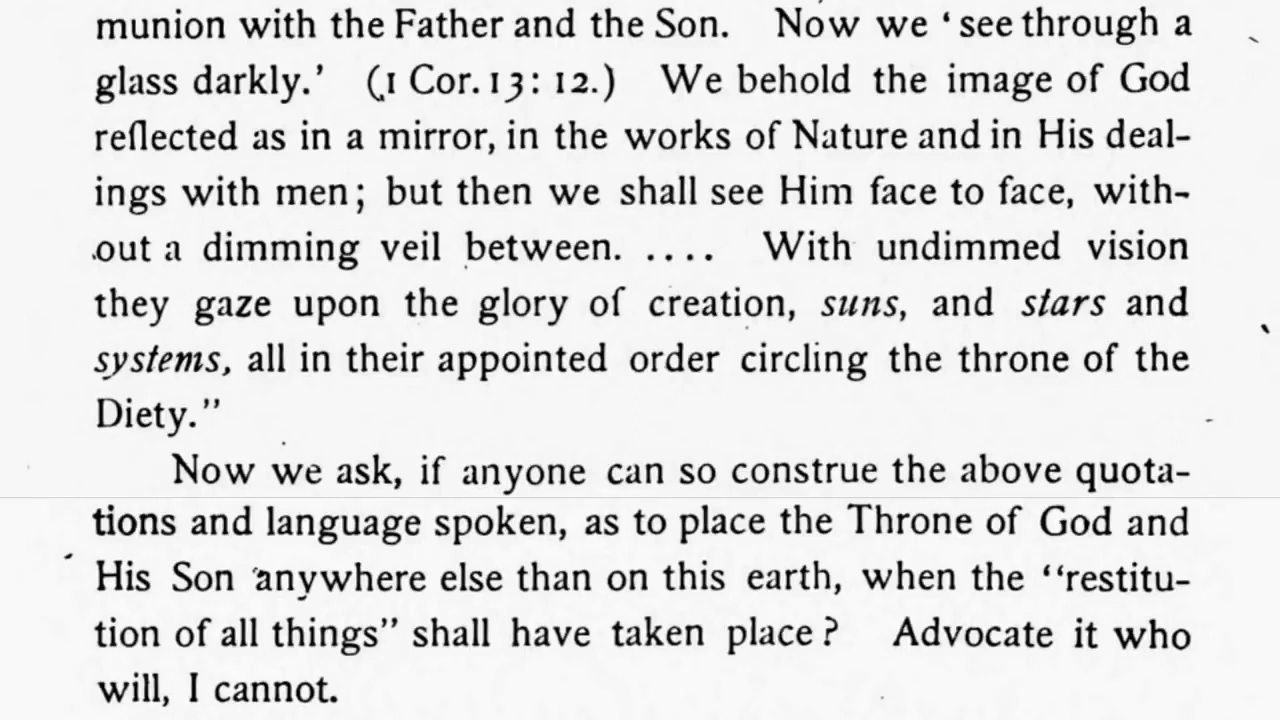 munion with the Father and the Son. Now we ‘see through a
glass darkly.’ (1 Cor. 13: 12.) We behold the image of God
reflected as in a mirror, in the works of Nature and in His deal-
ings with men; but then we shall see Him face to face, with-
out a dimming veil between. .... With undimmed vision
they gaze upon the glory of creation, suns, and stars and
systems, all in their appointed order circling the throne of the
Diety.”
Now we ask, if anyone can so construe the above quota-
tions and language spoken, as to place the Throne of God and
His Son anywhere else than on this earth, when the “restitu-
tion of all things” shall have taken place? Advocate it who
will, I cannot.